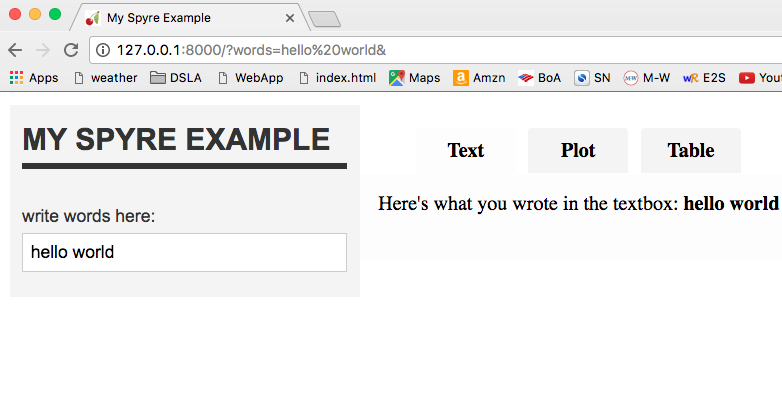 My Spyre Example
127.0.0.1:8000/?words=hello%20world&
Apps weather DSLA WebApp index.html Maps Amzn BoA SN M-W E2S You
MY SPYRE EXAMPLE
Text Plot Table
Here's what you wrote in the textbox: hello world
write words here:
hello world